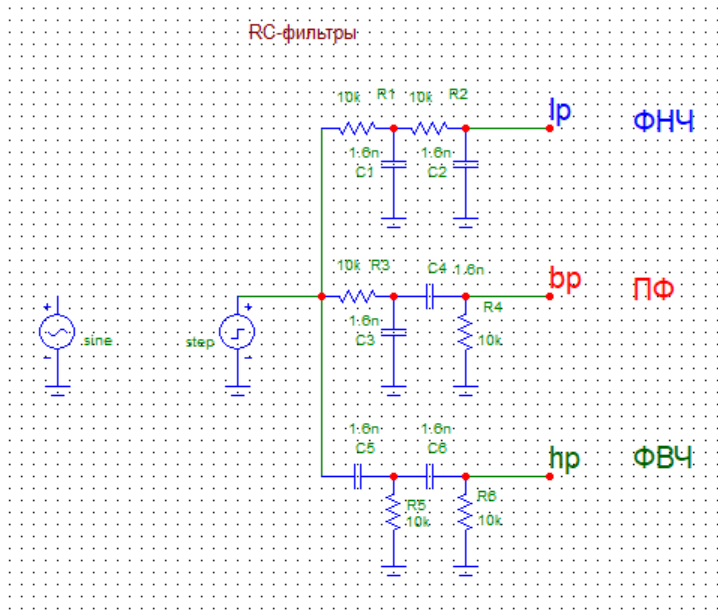 RC-фильтры
10k R1 10k R2
lp ФНЧ
1.6n 1.6n
C1 C2
10k R3 C4 1.6n
bp ПФ
+ +
R4
1.6n
C3
10k
sine step
- -
1.6n 1.6n
C5 C6
hp ФВЧ
R5 R6
10k 10k